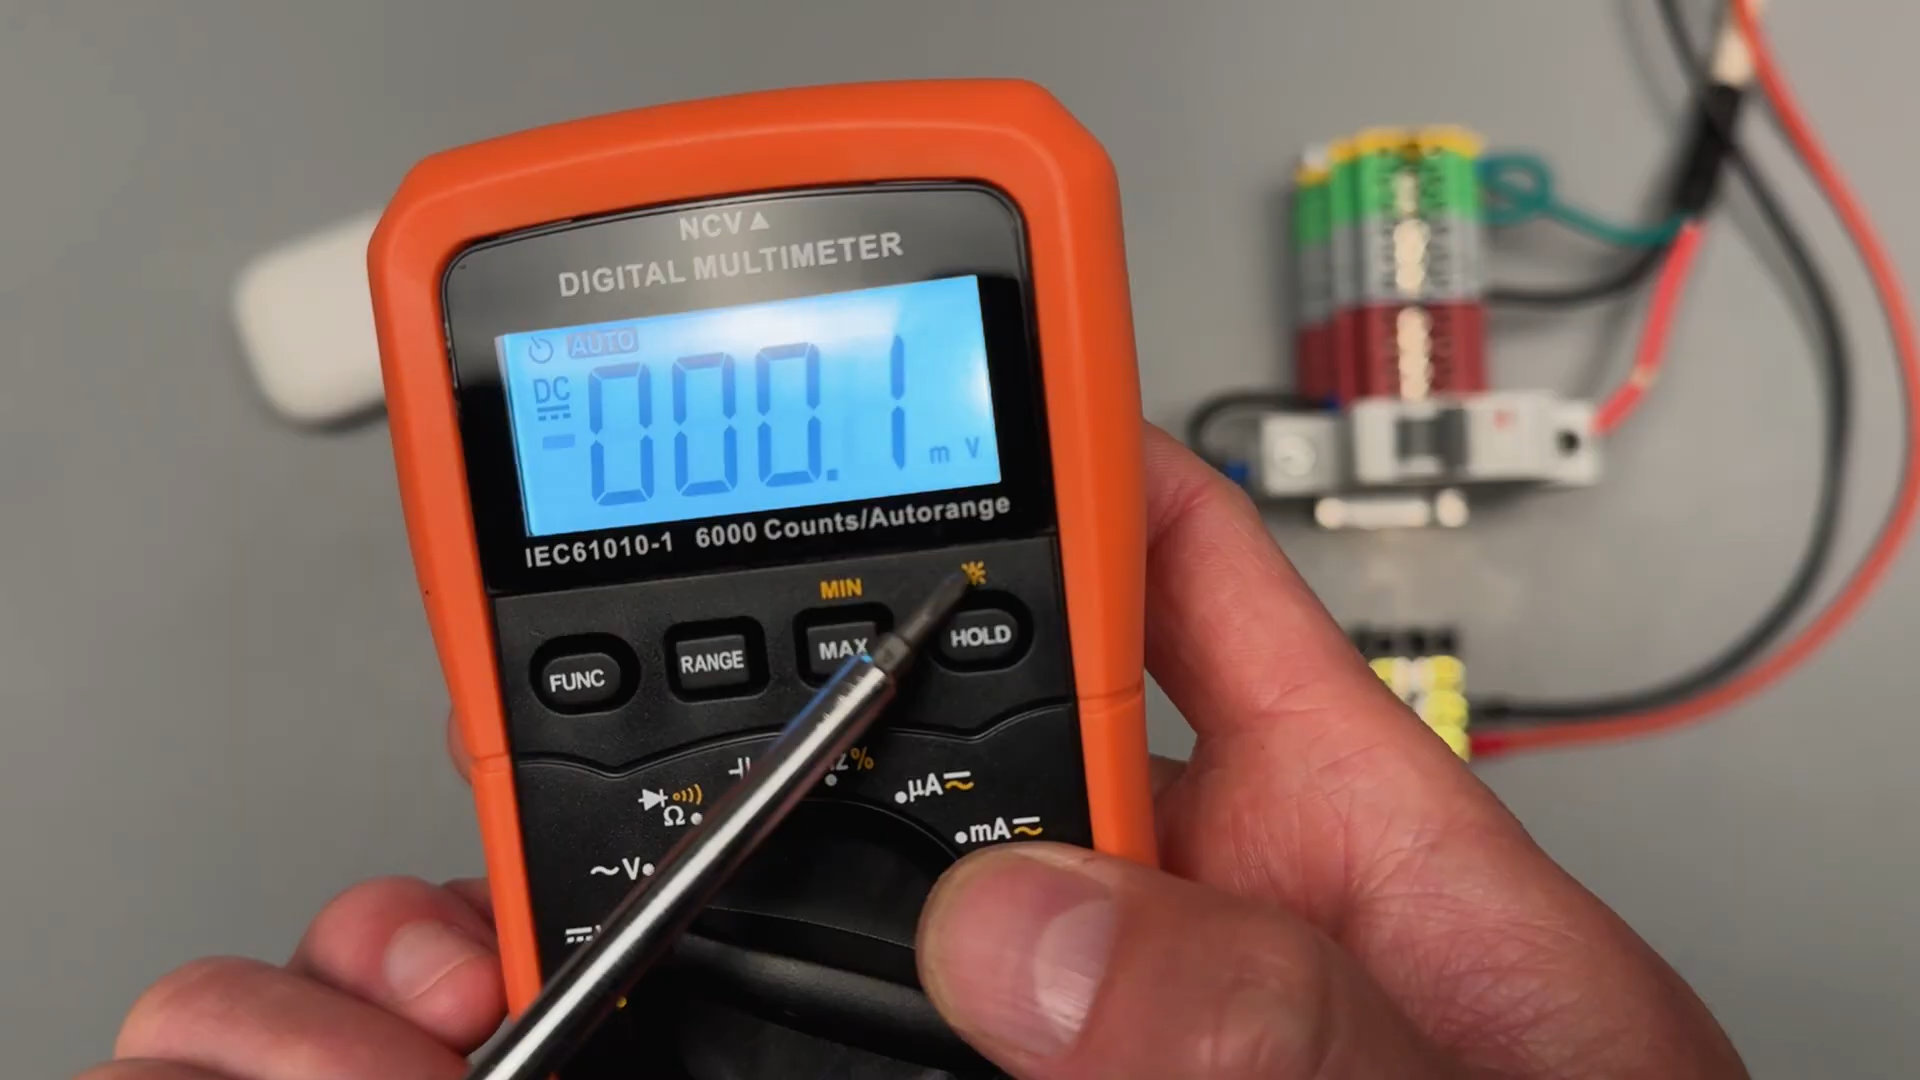 NCV▲
DIGITAL MULTIMETER
AUTO
DC
-000.1
m V
IEC61010-1 6000 Counts/Autorange
MIN
FUNC
RANGE
MAX
HOLD
%
µA
Ω
mA
~V